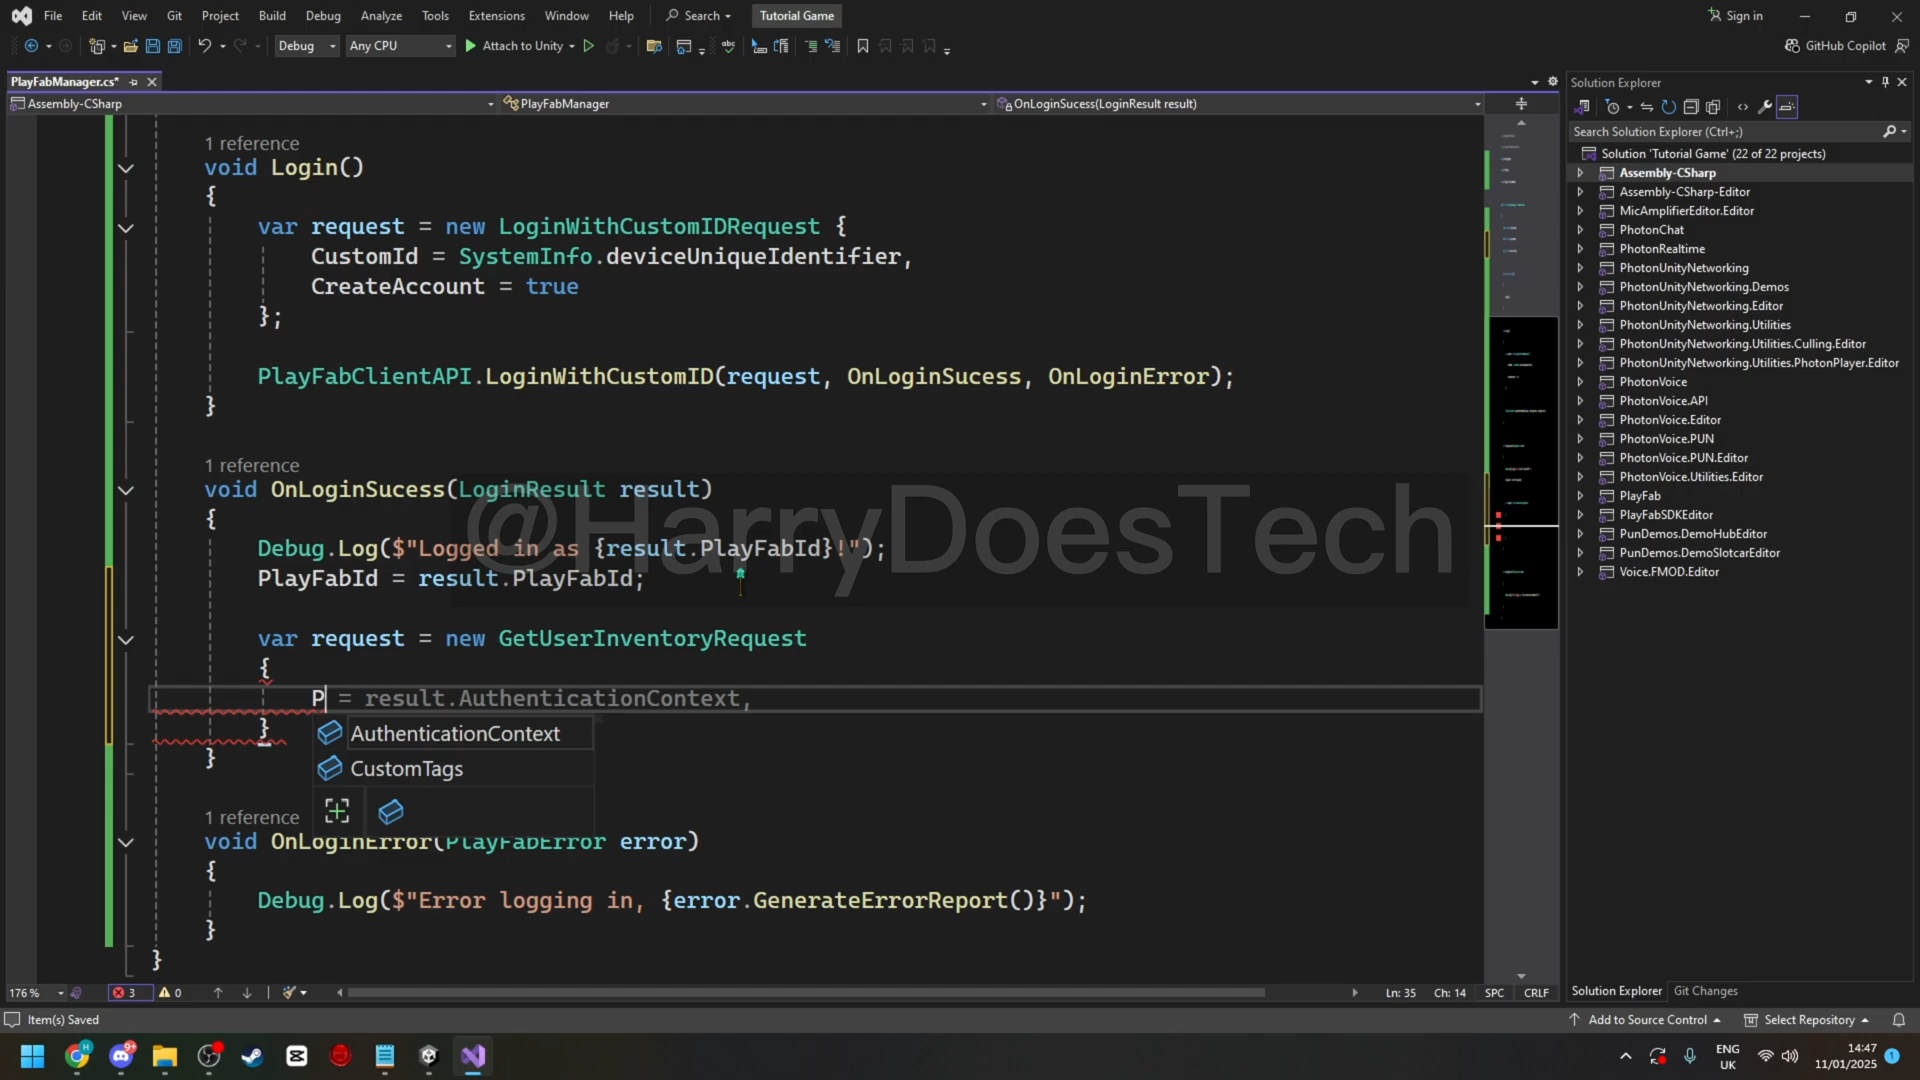 File Edit View Git Project Build Debug Analyze Tools Extensions Window Help Search Tutorial Game Sign in
Debug Any CPU Attach to Unity abc GitHub Copilot
PlayFabManager.cs*
Assembly-CSharp PlayFabManager OnLoginSucess(LoginResult result)
1 reference
void Login()
{
var request = new LoginWithCustomIDRequest {
CustomId = SystemInfo.deviceUniqueIdentifier,
CreateAccount = true
};
PlayFabClientAPI.LoginWithCustomID(request, OnLoginSucess, OnLoginError);
}
1 reference
void OnLoginSucess(LoginResult result)
{
@HarryDoesTech
Debug.Log($"Logged in as {result.PlayFabId}!");
PlayFabId = result.PlayFabId;
var request = new GetUserInventoryRequest
{
P = result.AuthenticationContext,
}
AuthenticationContext
}
CustomTags
1 reference
void OnLoginError(PlayFabError error)
{
Debug.Log($"Error logging in, {error.GenerateErrorReport()}");
}
}
176 % 3 0 Ln: 35 Ch: 14 SPC CRLF
Solution Explorer
Search Solution Explorer (Ctrl+;)
Solution 'Tutorial Game' (22 of 22 projects)
Assembly-CSharp
Assembly-CSharp-Editor
MicAmplifierEditor.Editor
PhotonChat
PhotonRealtime
PhotonUnityNetworking
PhotonUnityNetworking.Demos
PhotonUnityNetworking.Editor
PhotonUnityNetworking.Utilities
PhotonUnityNetworking.Utilities.Culling.Editor
PhotonUnityNetworking.Utilities.PhotonPlayer.Editor
PhotonVoice
PhotonVoice.API
PhotonVoice.Editor
PhotonVoice.PUN
PhotonVoice.PUN.Editor
PhotonVoice.Utilities.Editor
PlayFab
PlayFabSDKEditor
PunDemos.DemoHubEditor
PunDemos.DemoSlotcarEditor
Voice.FMOD.Editor
Solution Explorer Git Changes
Item(s) Saved Add to Source Control Select Repository
ENG
UK
14:47
11/01/2025
1